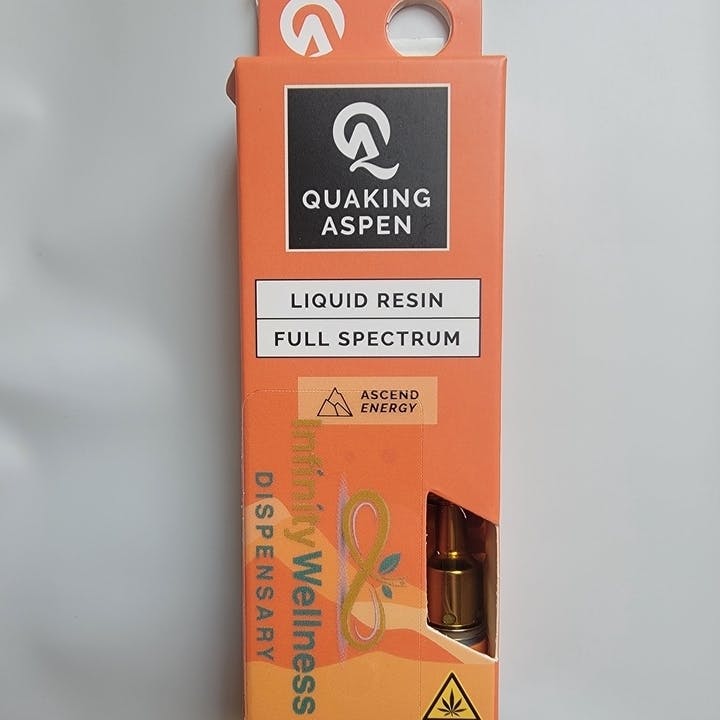 QUAKING
ASPEN
LIQUID RESIN
FULL SPECTRUM
ASCEND
ENERGY
Infinity Wellness
DISPENSARY